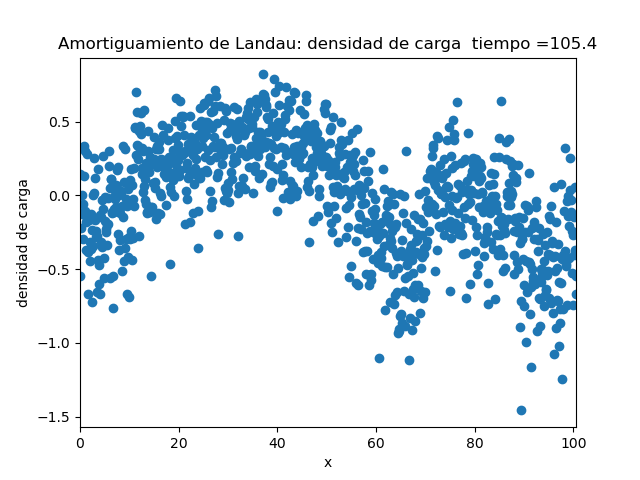 Amortiguamiento de Landau: densidad de carga  tiempo =105.4
densidad de carga
0.5
0.0
−0.5
−1.0
−1.5
0 20 40 60 80 100
x